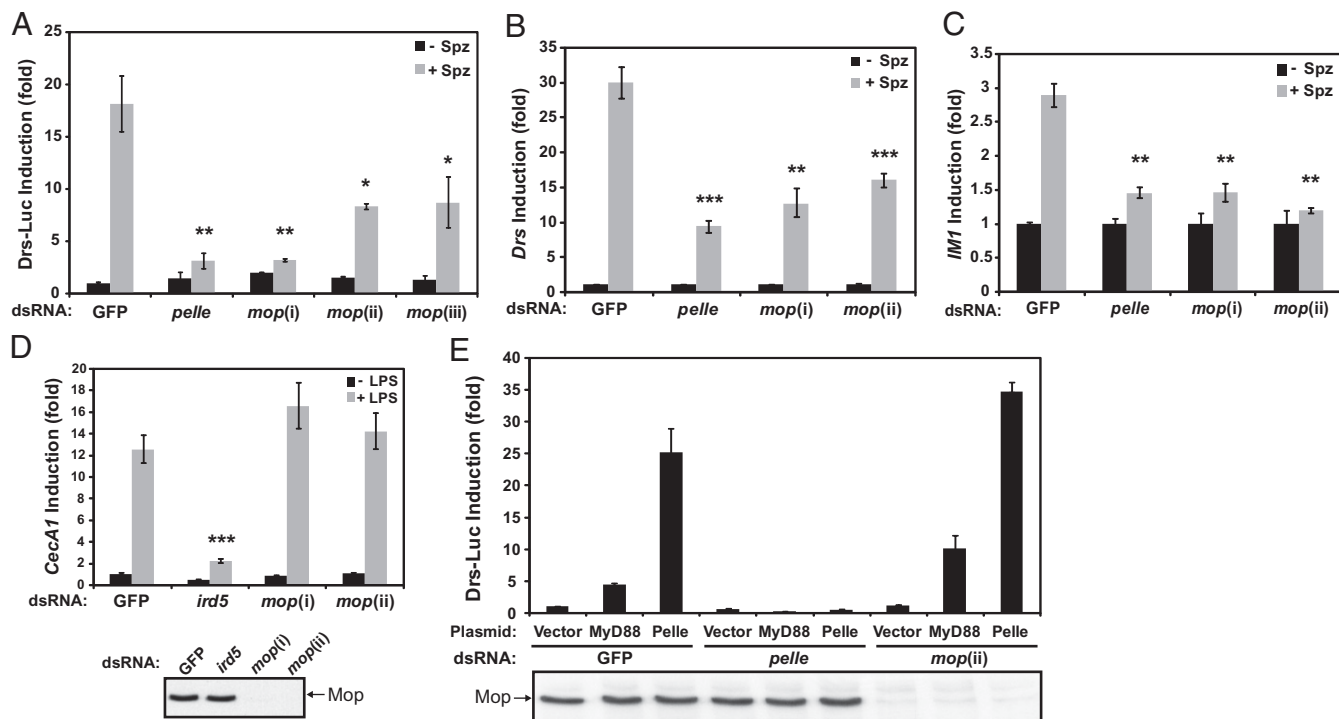 A
Drs-Luc Induction (fold)
25
20
15
10
5
0
- Spz
+ Spz
**
**
*
*
dsRNA: GFP pelle mop(i) mop(ii) mop(iii)
B
Drs Induction (fold)
35
30
25
20
15
10
5
0
- Spz
+ Spz
***
**
***
dsRNA: GFP pelle mop(i) mop(ii)
C
IM1 Induction (fold)
3.5
3
2.5
2
1.5
1
0.5
0
- Spz
+ Spz
**
**
**
dsRNA: GFP pelle mop(i) mop(ii)
D
CecA1 Induction (fold)
16
14
12
10
8
6
4
2
0
- LPS
+ LPS
***
dsRNA: GFP ird5 mop(i) mop(ii)
dsRNA: GFP ird5 mop(i) mop(ii)
←Mop
E
Drs-Luc Induction (fold)
40
35
30
25
20
15
10
5
0
Plasmid: Vector MyD88 Pelle Vector MyD88 Pelle Vector MyD88 Pelle
dsRNA: GFP pelle mop(ii)
Mop→